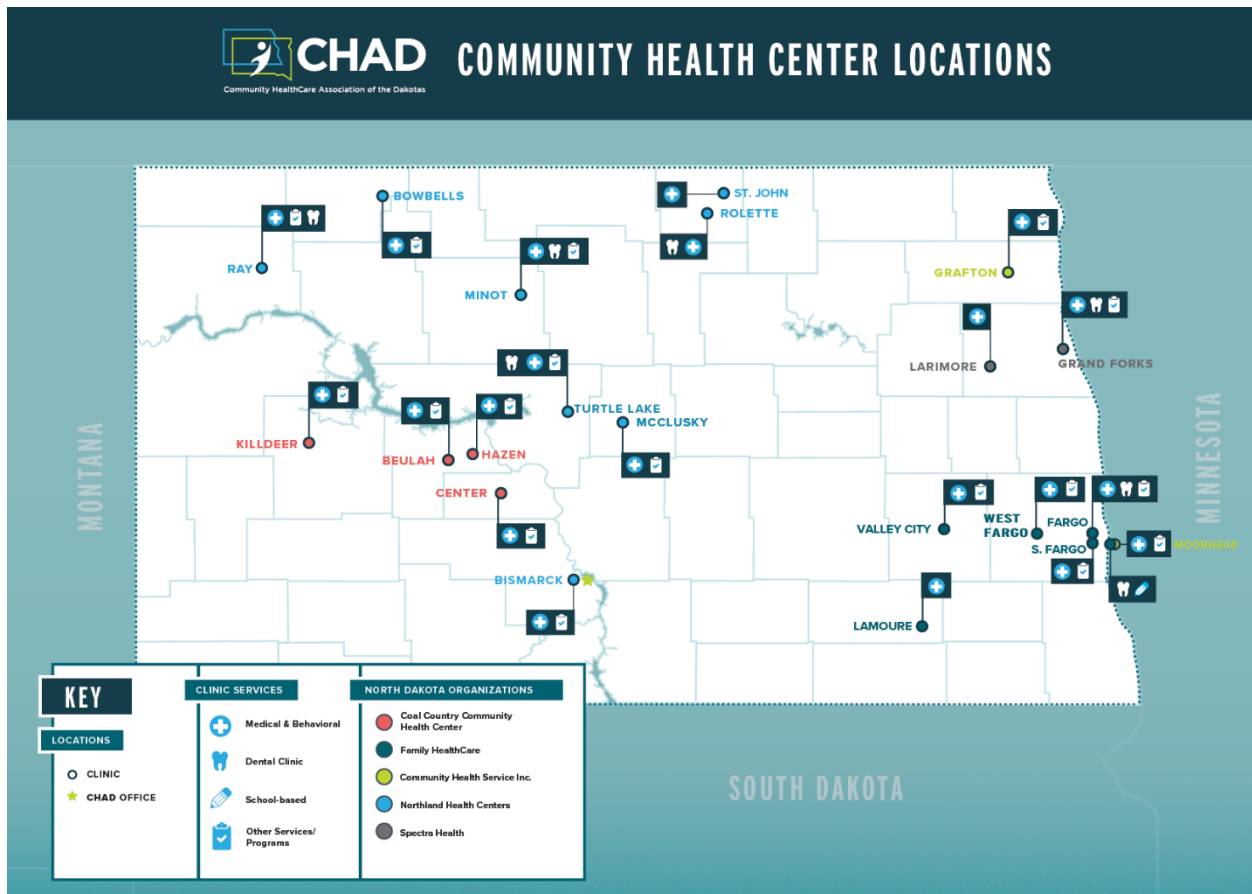 CHAD
Community HealthCare Association of the Dakotas
COMMUNITY HEALTH CENTER LOCATIONS
BOWBELLS
ST. JOHN
ROLETTE
RAY
MINOT
GRAFTON
LARIMORE
GRAND FORKS
TURTLE LAKE
MCCLUSKY
KILLDEER
BEULAH
HAZEN
CENTER
MONTANA
MINNESOTA
VALLEY CITY
WEST
FARGO
FARGO
S. FARGO
MOORHEAD
BISMARCK
LAMOURE
SOUTH DAKOTA
KEY
LOCATIONS
CLINIC
CHAD OFFICE
CLINIC SERVICES
Medical & Behavioral
Dental Clinic
School-based
Other Services/
Programs
NORTH DAKOTA ORGANIZATIONS
Coal Country Community
Health Center
Family HealthCare
Community Health Service Inc.
Northland Health Centers
Spectra Health